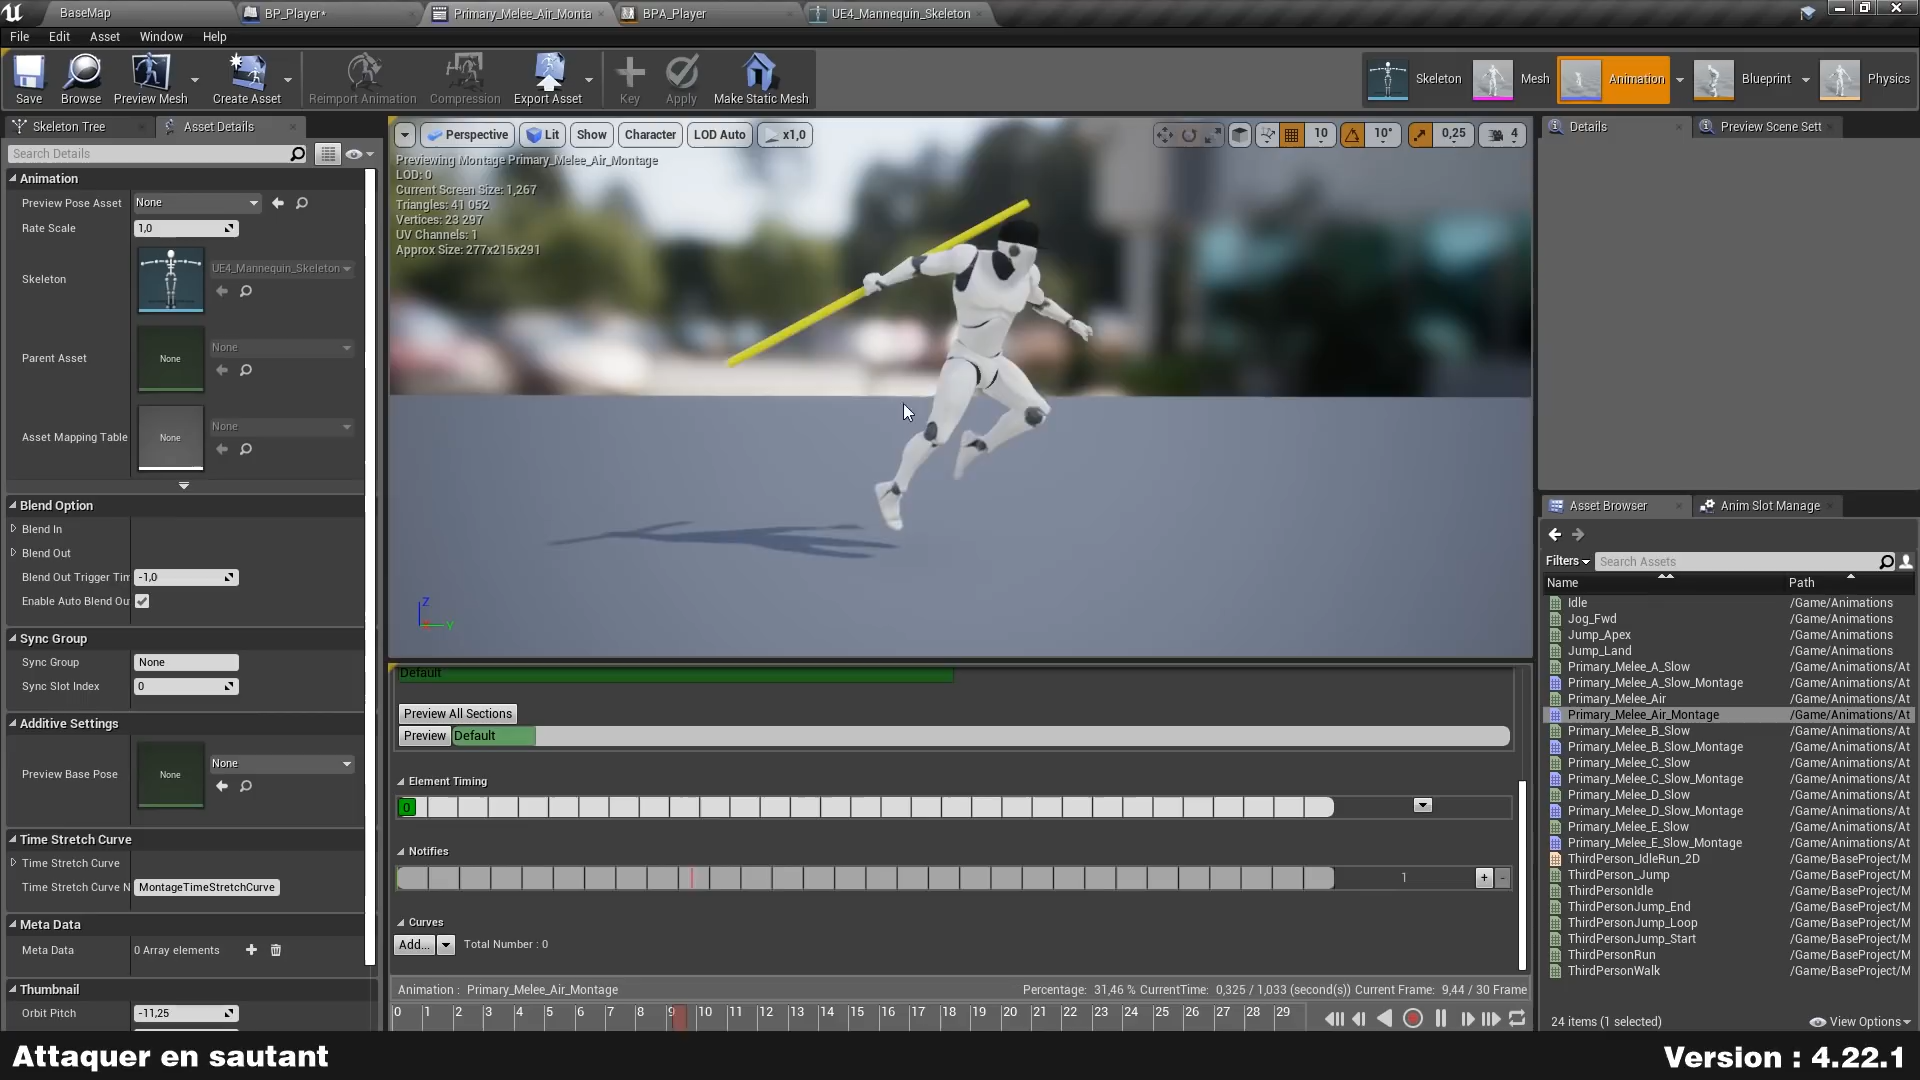 BaseMap
BP_Player*
Primary_Melee_Air_Monta
BPA_Player
UE4_Mannequin_Skeleton
File
Edit
Asset
Window
Help
Save
Browse
Preview Mesh
Create Asset
Reimport Animation
Compression
Export Asset
Key
Apply
Make Static Mesh
Skeleton
Mesh
Animation
Blueprint
Physics
Skeleton Tree
Asset Details
Search Details
Animation
Preview Pose Asset
None
Rate Scale
1,0
Skeleton
UE4_Mannequin_Skeleton
Parent Asset
None
None
Asset Mapping Table
None
None
Blend Option
Blend In
Blend Out
Blend Out Trigger Tim
-1,0
Enable Auto Blend Ou
Sync Group
Sync Group
None
Sync Slot Index
0
Additive Settings
Preview Base Pose
None
None
Time Stretch Curve
Time Stretch Curve
Time Stretch Curve N
MontageTimeStretchCurve
Meta Data
Meta Data
0 Array elements
Thumbnail
Orbit Pitch
-11,25
Perspective
Lit
Show
Character
LOD Auto
x1,0
10
10°
0,25
4
Previewing Montage Primary_Melee_Air_Montage
LOD: 0
Current Screen Size: 1,267
Triangles: 41 052
Vertices: 23 297
UV Channels: 1
Approx Size: 277x215x291
Z
Y
Default
Preview All Sections
Preview
Default
Element Timing
0
Notifies
1
Curves
Add...
Total Number : 0
Animation : Primary_Melee_Air_Montage
Percentage: 31,46 % CurrentTime: 0,325 / 1,033 (second(s)) Current Frame: 9,44 / 30 Frame
0 1 2 3 4 5 6 7 8 9 10 11 12 13 14 15 16 17 18 19 20 21 22 23 24 25 26 27 28 29
Details
Preview Scene Sett
Asset Browser
Anim Slot Manage
Filters
Search Assets
Name
Path
Idle /Game/Animations
Jog_Fwd /Game/Animations
Jump_Apex /Game/Animations
Jump_Land /Game/Animations
Primary_Melee_A_Slow /Game/Animations/At
Primary_Melee_A_Slow_Montage /Game/Animations/At
Primary_Melee_Air /Game/Animations/At
Primary_Melee_Air_Montage /Game/Animations/At
Primary_Melee_B_Slow /Game/Animations/At
Primary_Melee_B_Slow_Montage /Game/Animations/At
Primary_Melee_C_Slow /Game/Animations/At
Primary_Melee_C_Slow_Montage /Game/Animations/At
Primary_Melee_D_Slow /Game/Animations/At
Primary_Melee_D_Slow_Montage /Game/Animations/At
Primary_Melee_E_Slow /Game/Animations/At
Primary_Melee_E_Slow_Montage /Game/Animations/At
ThirdPerson_IdleRun_2D /Game/BaseProject/M
ThirdPerson_Jump /Game/BaseProject/M
ThirdPersonIdle /Game/BaseProject/M
ThirdPersonJump_End /Game/BaseProject/M
ThirdPersonJump_Loop /Game/BaseProject/M
ThirdPersonJump_Start /Game/BaseProject/M
ThirdPersonRun /Game/BaseProject/M
ThirdPersonWalk /Game/BaseProject/M
24 items (1 selected)
View Options
Attaquer en sautant
Version : 4.22.1